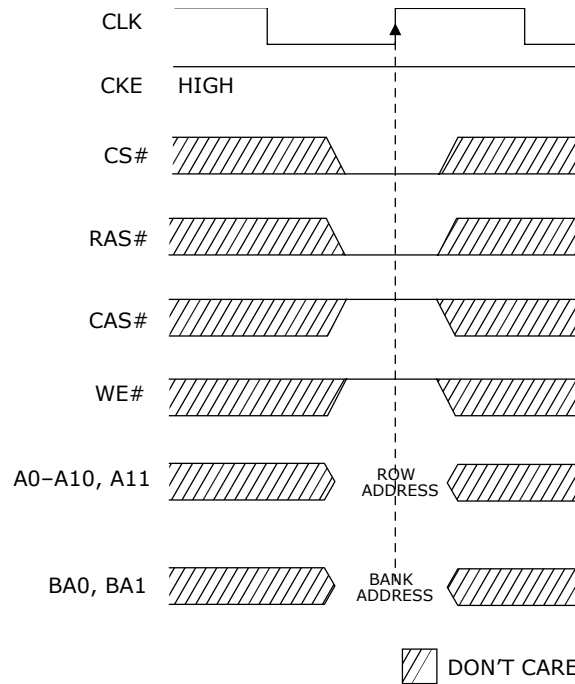 CLK
CKE HIGH
CS#
RAS#
CAS#
WE#
A0–A10, A11 ROW
ADDRESS
BA0, BA1 BANK
ADDRESS
DON'T CARE